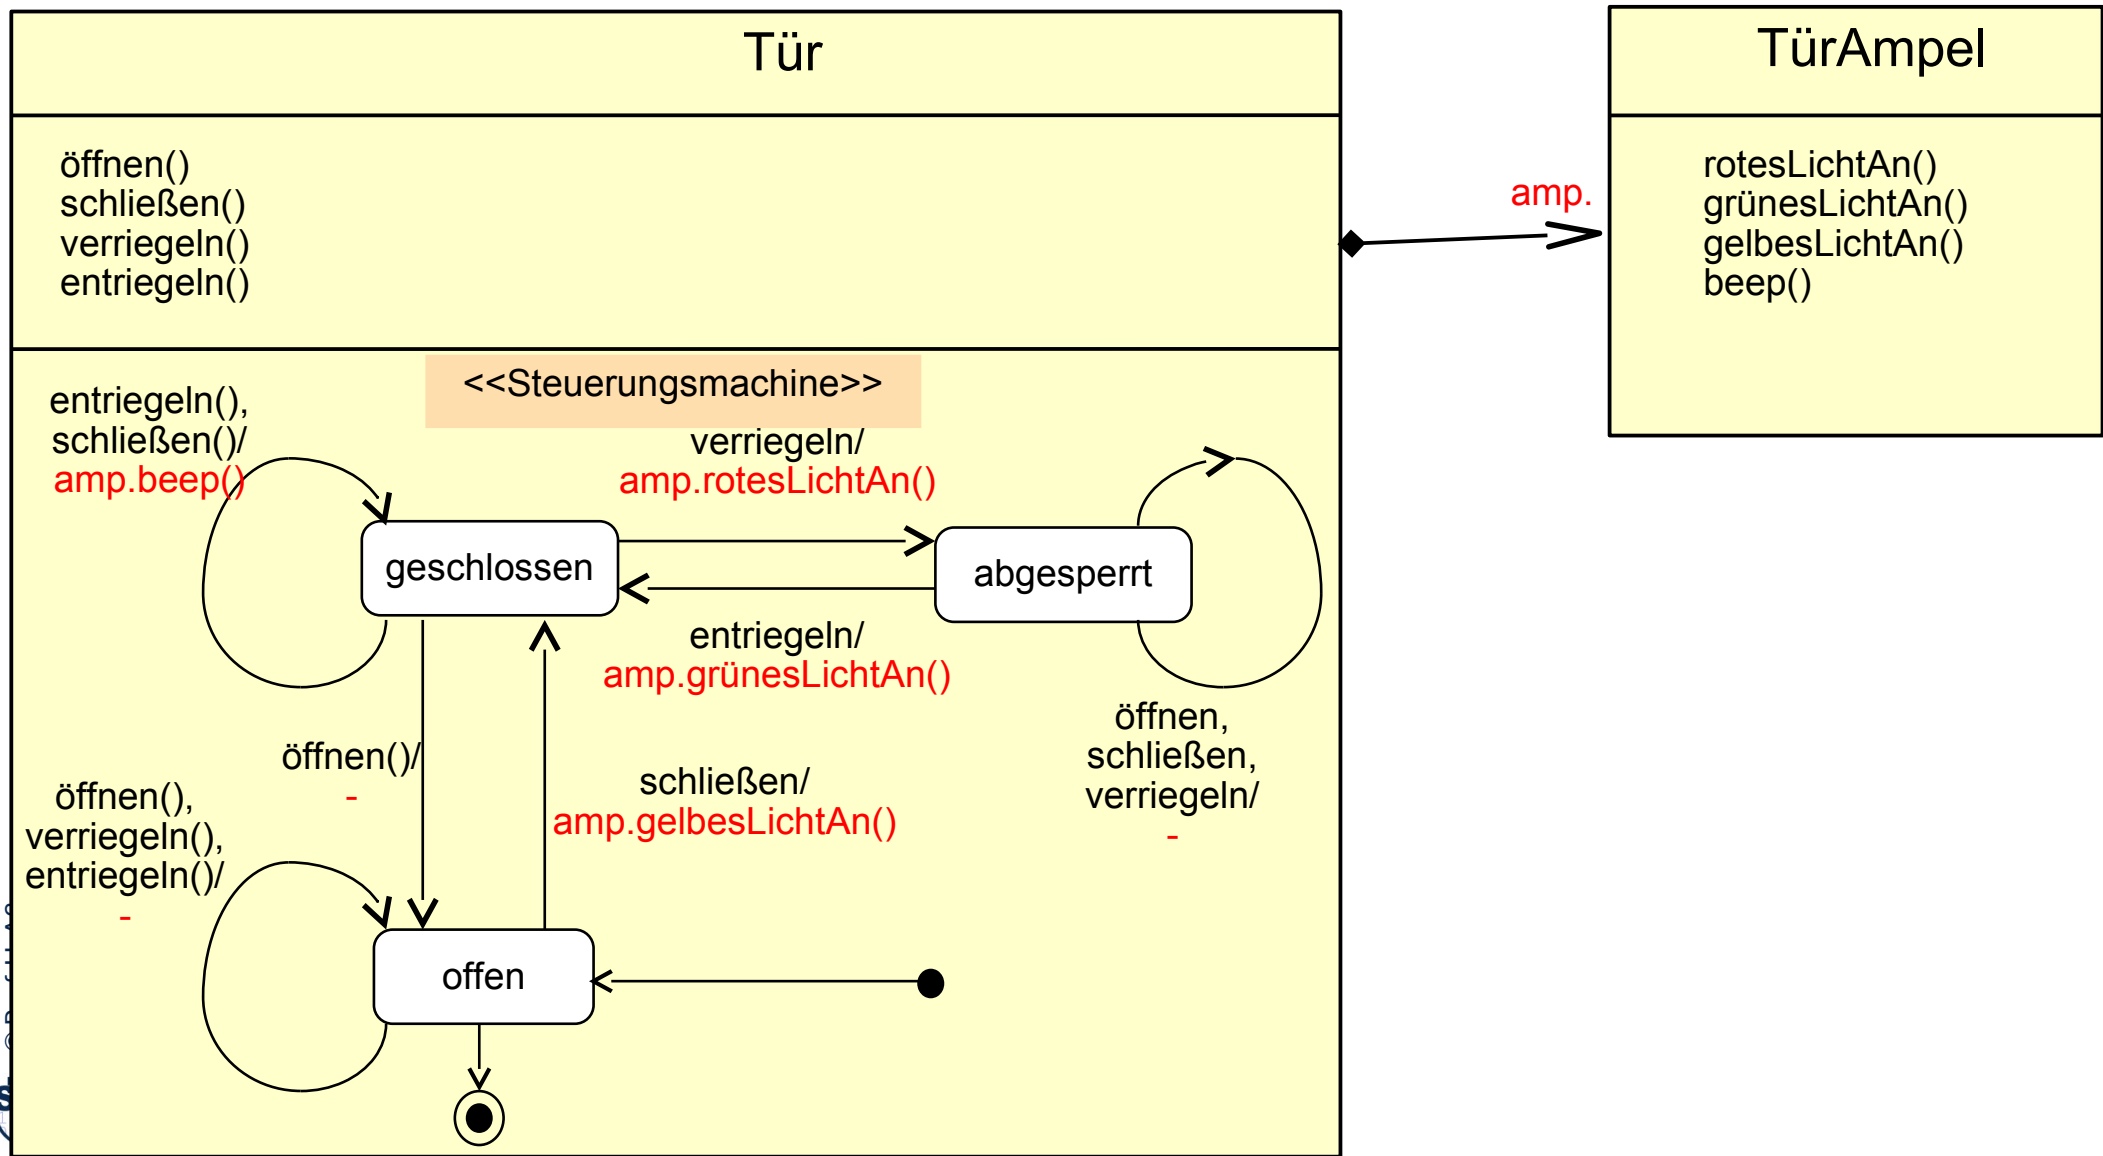 Tür
öffnen()
schließen()
verriegeln()
entriegeln()
<<Steuerungsmachine>>
entriegeln(),
schließen()/
amp.beep()
verriegeln/
amp.rotesLichtAn()
geschlossen
abgesperrt
entriegeln/
amp.grünesLichtAn()
öffnen()/
-
schließen/
amp.gelbesLichtAn()
öffnen,
schließen,
verriegeln/
-
öffnen(),
verriegeln(),
entriegeln()/
-
offen
amp.
TürAmpel
rotesLichtAn()
grünesLichtAn()
gelbesLichtAn()
beep()